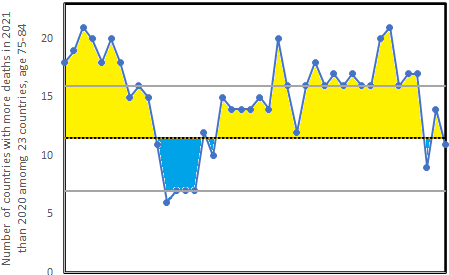 Number of countries with more deaths in 2021
than 2020 amomg 23 countries, age 75-84
20
15
10
5
0